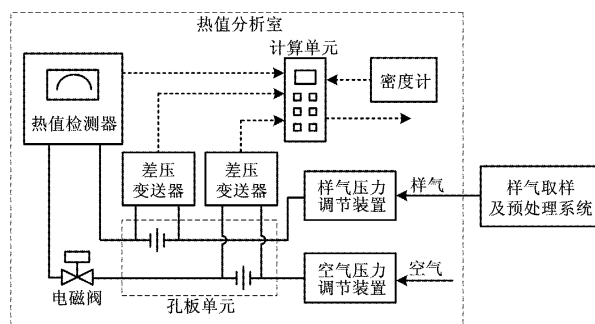 热值分析室
计算单元
密度计
热值检测器
差压
变送器
差压
变送器
样气压力
调节装置
样气
样气取样
及预处理系统
空气压力
调节装置
空气
电磁阀
孔板单元